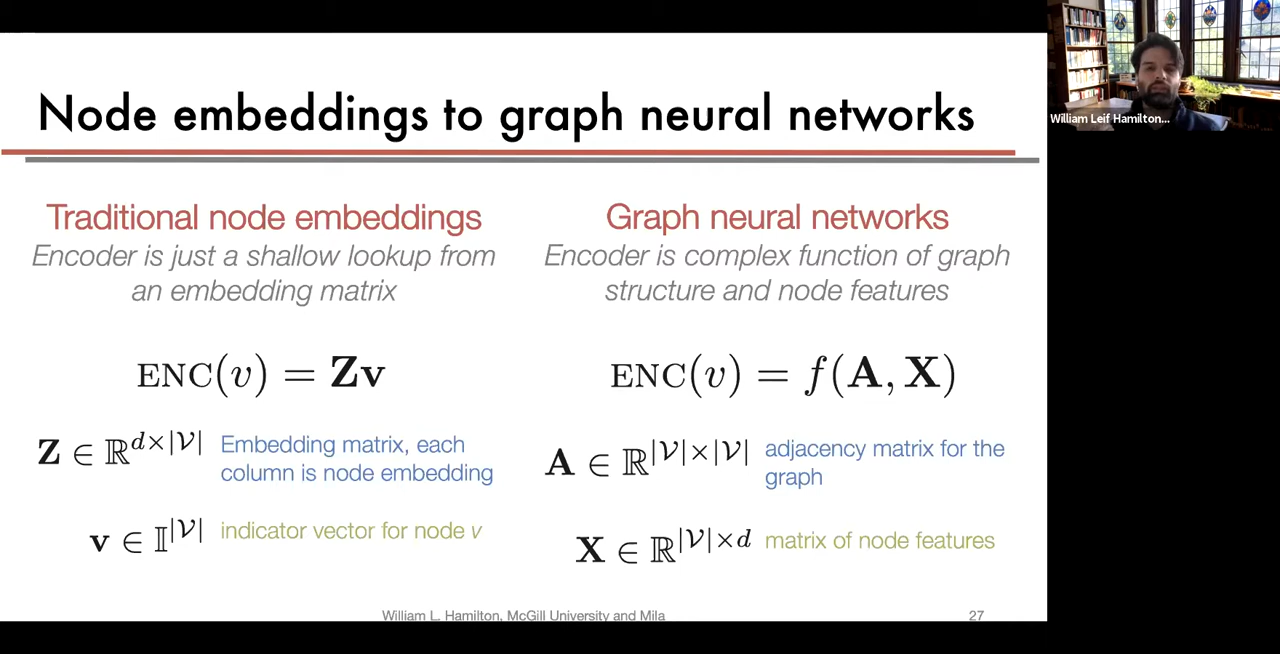 Node embeddings to graph neural networks
Traditional node embeddings
Encoder is just a shallow lookup from
an embedding matrix
ENC(v) = Zv
Z ∈ ℝ^{d×|𝒱|} Embedding matrix, each
column is node embedding
v ∈ 𝕀^{|𝒱|} indicator vector for node v
Graph neural networks
Encoder is complex function of graph
structure and node features
ENC(v) = f(A, X)
A ∈ ℝ^{|𝒱|×|𝒱|} adjacency matrix for the
graph
X ∈ ℝ^{|𝒱|×d} matrix of node features
William L. Hamilton, McGill University and Mila
27
William Leif Hamilton...